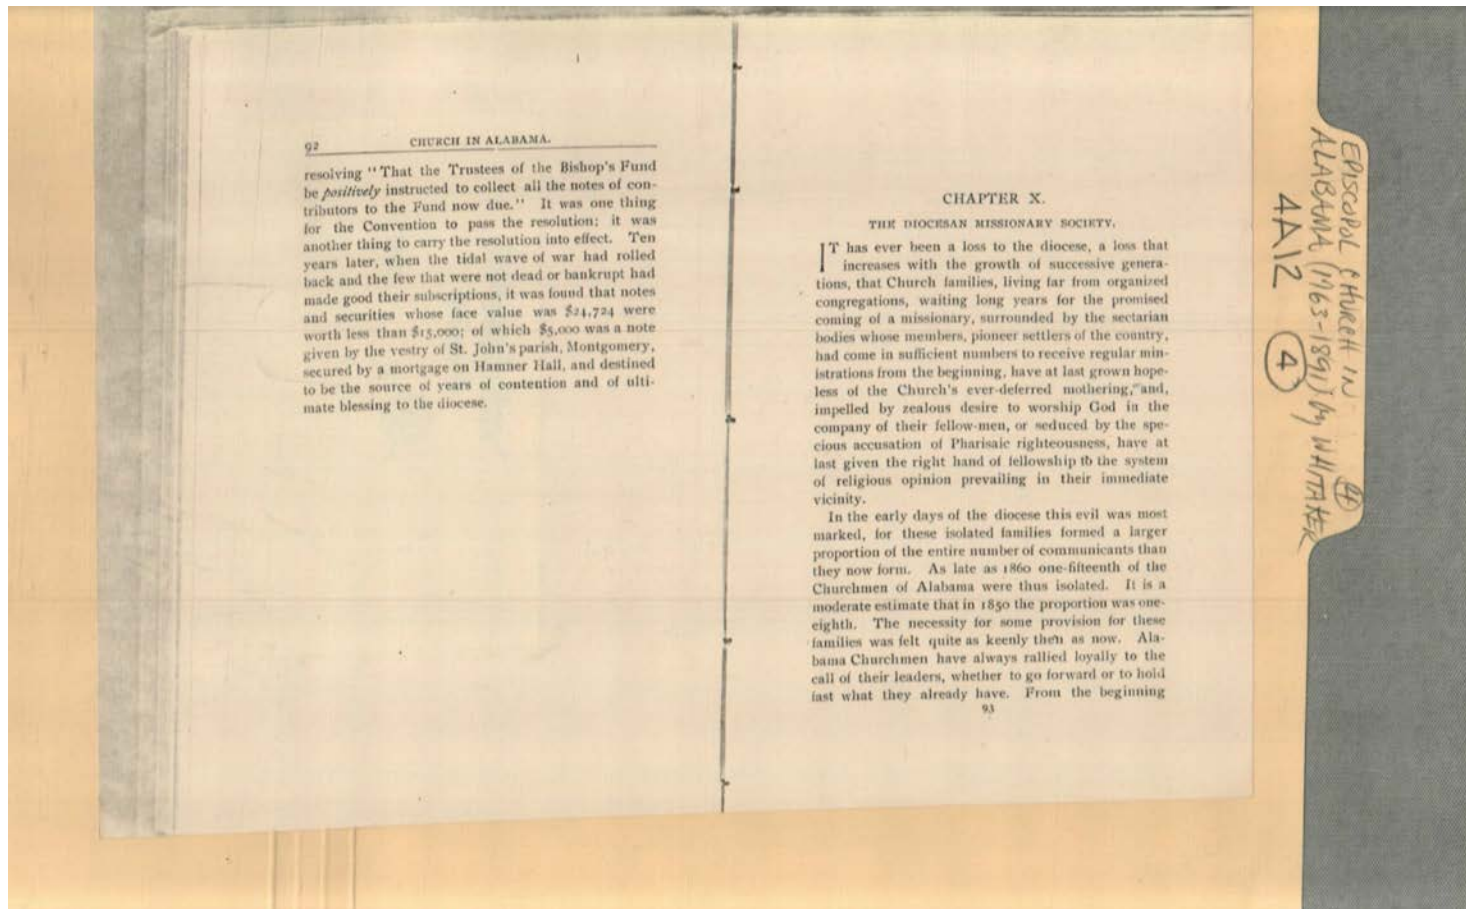 92 CHURCH IN ALABAMA.
resolving "That the Trustees of the Bishop's Fund
be positively instructed to collect all the notes of con-
tributors to the Fund now due." It was one thing
for the Convention to pass the resolution; it was
another thing to carry the resolution into effect. Ten
years later, when the tidal wave of war had rolled
back and the few that were not dead or bankrupt had
made good their subscriptions, it was found that notes
and securities whose face value was $24,724 were
worth less than $15,000; of which $5,000 was a note
given by the vestry of St. John's parish, Montgomery,
secured by a mortgage on Hamner Hall, and destined
to be the source of years of contention and of ulti-
mate blessing to the diocese.
CHAPTER X.
THE DIOCESAN MISSIONARY SOCIETY.
IT has ever been a loss to the diocese, a loss that
increases with the growth of successive genera-
tions, that Church families, living far from organized
congregations, waiting long years for the promised
coming of a missionary, surrounded by the sectarian
bodies whose members, pioneer settlers of the country,
had come in sufficient numbers to receive regular min-
istrations from the beginning, have at last grown hope-
less of the Church's ever-deferred mothering, and,
impelled by zealous desire to worship God in the
company of their fellow-men, or seduced by the spe-
cious accusation of Pharisaic righteousness, have at
last given the right hand of fellowship to the system
of religious opinion prevailing in their immediate
vicinity.
In the early days of the diocese this evil was most
marked, for these isolated families formed a larger
proportion of the entire number of communicants than
they now form. As late as 1860 one-fifteenth of the
Churchmen of Alabama were thus isolated. It is a
moderate estimate that in 1850 the proportion was one-
eighth. The necessity for some provision for these
families was felt quite as keenly then as now. Ala-
bama Churchmen have always rallied loyally to the
call of their leaders, whether to go forward or to hold
fast what they already have. From the beginning
93
EPISCOPOL CHURCH IN
ALABAMA (1763-1891) by WHITAKER
4A12 4